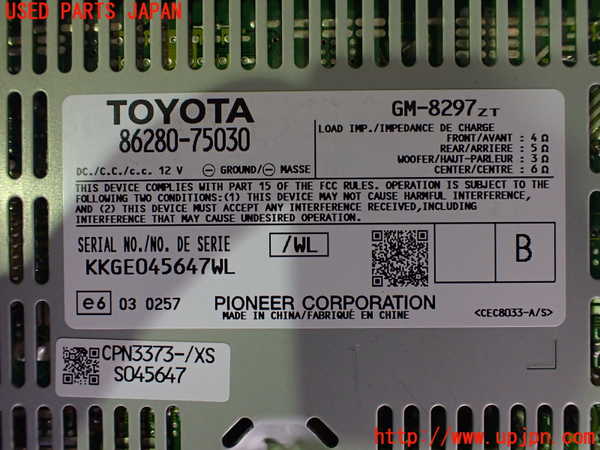 USED PARTS JAPAN
TOYOTA
86280-75030
GM-8297ZT
LOAD IMP./IMPEDANCE DE CHARGE
FRONT/AVANT : 4Ω
REAR/ARRIERE : 5Ω
WOOFER/HAUT-PARLEUR : 3Ω
CENTER/CENTRE : 6Ω
DC./C.C./c.c. 12 V ⊖ GROUND/⊖ MASSE
THIS DEVICE COMPLIES WITH PART 15 OF THE FCC RULES. OPERATION IS SUBJECT TO THE
FOLLOWING TWO CONDITIONS:(1) THIS DEVICE MAY NOT CAUSE HARMFUL INTERFERENCE,
AND (2) THIS DEVICE MUST ACCEPT ANY INTERFERENCE RECEIVED,INCLUDING
INTERFERENCE THAT MAY CAUSE UNDESIRED OPERATION.
SERIAL NO./NO. DE SERIE
/WL
B
KKGE045647WL
e6 03 0257
PIONEER CORPORATION
MADE IN CHINA/FABRIQUÉ EN CHINE
<CEC8033-A/S>
CPN3373-/XS
S045647
http://www.upjpn.com/